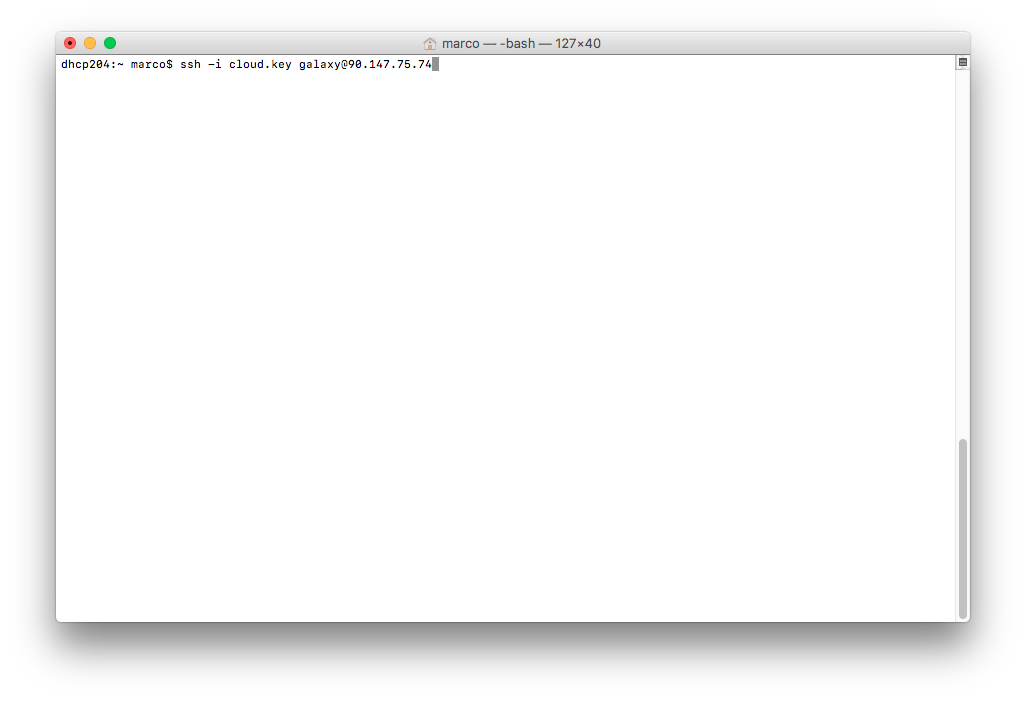 marco — -bash — 127×40
dhcp204:~ marco$ ssh -i cloud.key galaxy@90.147.75.74